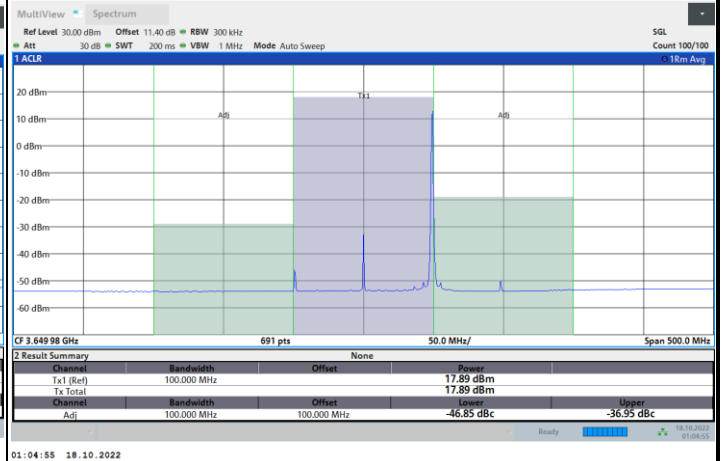 MultiView Spectrum
Ref Level 30.00 dBm Offset 11.40 dB RBW 300 kHz SGL
Att 30 dB SWT 200 ms VBW 1 MHz Mode Auto Sweep Count 100/100
1 ACLR 1Rm Avg
20 dBm
Tx1
10 dBm
Adj
Adj
0 dBm
-10 dBm
-20 dBm
-30 dBm
-40 dBm
-50 dBm
-60 dBm
CF 3.649 98 GHz 691 pts 50.0 MHz/ Span 500.0 MHz
2 Result Summary None
Channel Bandwidth Offset Power
Tx1 (Ref) 100.000 MHz 17.89 dBm
Tx Total 17.89 dBm
Channel Bandwidth Offset Lower Upper
Adj 100.000 MHz 100.000 MHz -46.85 dBc -36.95 dBc
Ready 18.10.2022
01:04:55
01:04:55 18.10.2022